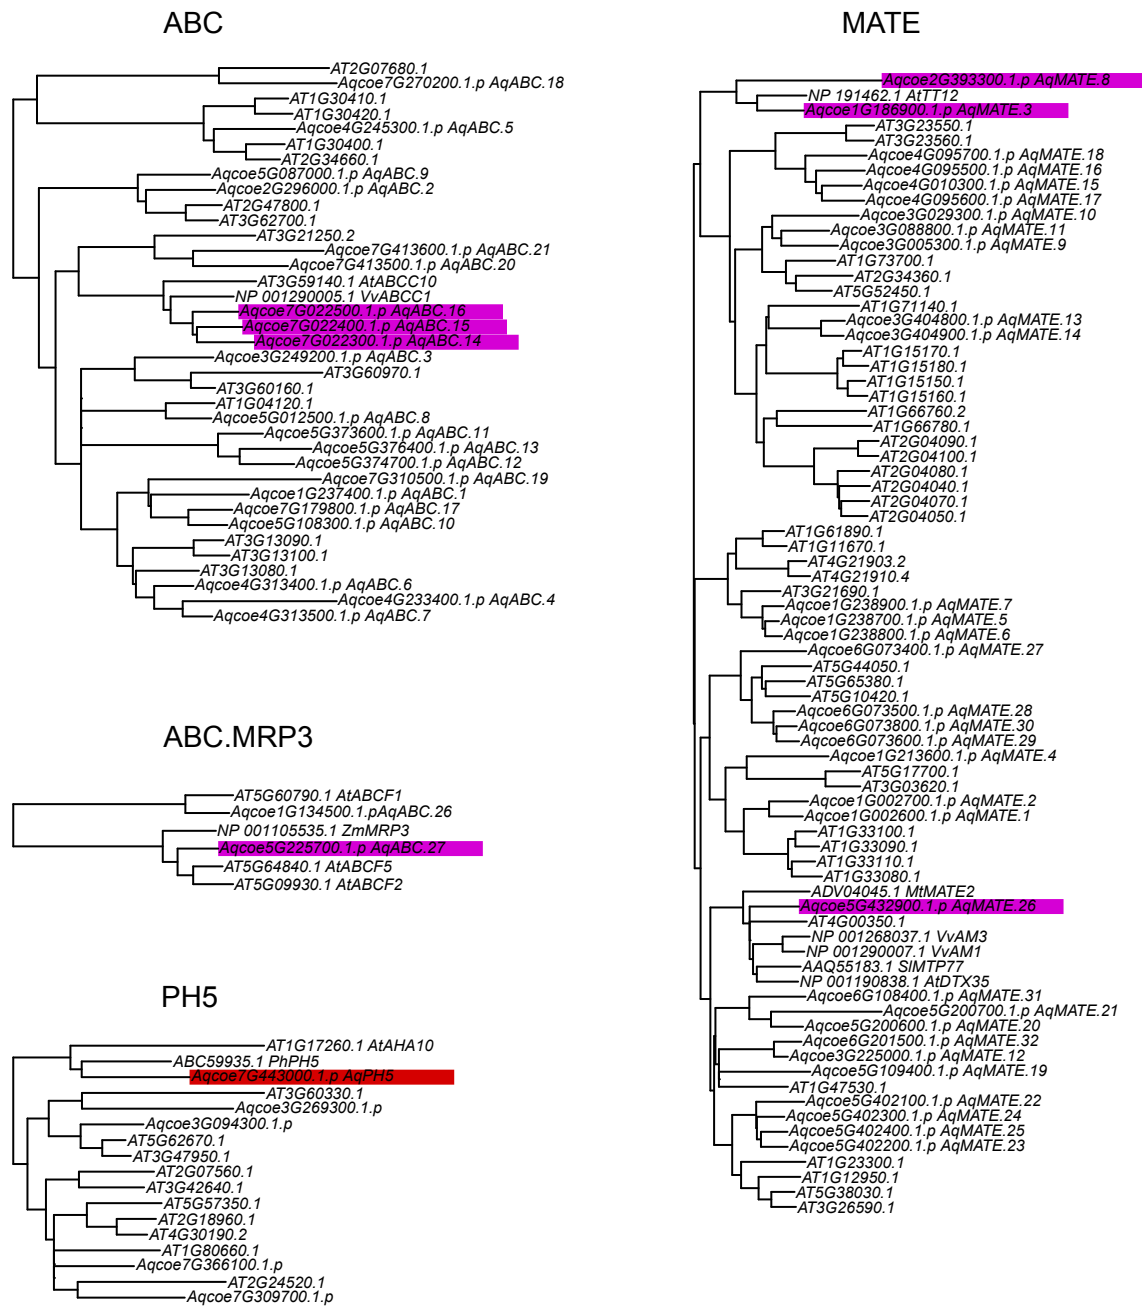 ABC
AT2G07680.1
Aqcoe7G270200.1.p AqABC.18
AT1G30410.1
AT1G30420.1
Aqcoe4G245300.1.p AqABC.5
AT1G30400.1
AT2G34660.1
Aqcoe5G087000.1.p AqABC.9
Aqcoe2G296000.1.p AqABC.2
AT2G47800.1
AT3G62700.1
AT3G21250.2
Aqcoe7G413600.1.p AqABC.21
Aqcoe7G413500.1.p AqABC.20
AT3G59140.1 AtABCC10
NP 001290005.1 VvABCC1
Aqcoe7G022500.1.p AqABC.16
Aqcoe7G022400.1.p AqABC.15
Aqcoe7G022300.1.p AqABC.14
Aqcoe3G249200.1.p AqABC.3
AT3G60970.1
AT3G60160.1
AT1G04120.1
Aqcoe5G012500.1.p AqABC.8
Aqcoe5G373600.1.p AqABC.11
Aqcoe5G376400.1.p AqABC.13
Aqcoe5G374700.1.p AqABC.12
Aqcoe7G310500.1.p AqABC.19
Aqcoe1G237400.1.p AqABC.1
Aqcoe7G179800.1.p AqABC.17
Aqcoe5G108300.1.p AqABC.10
AT3G13090.1
AT3G13100.1
AT3G13080.1
Aqcoe4G313400.1.p AqABC.6
Aqcoe4G233400.1.p AqABC.4
Aqcoe4G313500.1.p AqABC.7
ABC.MRP3
AT5G60790.1 AtABCF1
Aqcoe1G134500.1.pAqABC.26
NP 001105535.1 ZmMRP3
Aqcoe5G225700.1.p AqABC.27
AT5G64840.1 AtABCF5
AT5G09930.1 AtABCF2
PH5
AT1G17260.1 AtAHA10
ABC59935.1 PhPH5
Aqcoe7G443000.1.p AqPH5
AT3G60330.1
Aqcoe3G269300.1.p
Aqcoe3G094300.1.p
AT5G62670.1
AT3G47950.1
AT2G07560.1
AT3G42640.1
AT5G57350.1
AT2G18960.1
AT4G30190.2
AT1G80660.1
Aqcoe7G366100.1.p
AT2G24520.1
Aqcoe7G309700.1.p
MATE
Aqcoe2G393300.1.p AqMATE.8
NP 191462.1 AtTT12
Aqcoe1G186900.1.p AqMATE.3
AT3G23550.1
AT3G23560.1
Aqcoe4G095700.1.p AqMATE.18
Aqcoe4G095500.1.p AqMATE.16
Aqcoe4G010300.1.p AqMATE.15
Aqcoe4G095600.1.p AqMATE.17
Aqcoe3G029300.1.p AqMATE.10
Aqcoe3G088800.1.p AqMATE.11
Aqcoe3G005300.1.p AqMATE.9
AT1G73700.1
AT2G34360.1
AT5G52450.1
AT1G71140.1
Aqcoe3G404800.1.p AqMATE.13
Aqcoe3G404900.1.p AqMATE.14
AT1G15170.1
AT1G15180.1
AT1G15150.1
AT1G15160.1
AT1G66760.2
AT1G66780.1
AT2G04090.1
AT2G04100.1
AT2G04080.1
AT2G04040.1
AT2G04070.1
AT2G04050.1
AT1G61890.1
AT1G11670.1
AT4G21903.2
AT4G21910.4
AT3G21690.1
Aqcoe1G238900.1.p AqMATE.7
Aqcoe1G238700.1.p AqMATE.5
Aqcoe1G238800.1.p AqMATE.6
Aqcoe6G073400.1.p AqMATE.27
AT5G44050.1
AT5G65380.1
AT5G10420.1
Aqcoe6G073500.1.p AqMATE.28
Aqcoe6G073800.1.p AqMATE.30
Aqcoe6G073600.1.p AqMATE.29
Aqcoe1G213600.1.p AqMATE.4
AT5G17700.1
AT3G03620.1
Aqcoe1G002700.1.p AqMATE.2
Aqcoe1G002600.1.p AqMATE.1
AT1G33100.1
AT1G33090.1
AT1G33110.1
AT1G33080.1
ADV04045.1 MtMATE2
Aqcoe5G432900.1.p AqMATE.26
AT4G00350.1
NP 001268037.1 VvAM3
NP 001290007.1 VvAM1
AAQ55183.1 SlMTP77
NP 001190838.1 AtDTX35
Aqcoe6G108400.1.p AqMATE.31
Aqcoe5G200700.1.p AqMATE.21
Aqcoe5G200600.1.p AqMATE.20
Aqcoe6G201500.1.p AqMATE.32
Aqcoe3G225000.1.p AqMATE.12
Aqcoe5G109400.1.p AqMATE.19
AT1G47530.1
Aqcoe5G402100.1.p AqMATE.22
Aqcoe5G402300.1.p AqMATE.24
Aqcoe5G402400.1.p AqMATE.25
Aqcoe5G402200.1.p AqMATE.23
AT1G23300.1
AT1G12950.1
AT5G38030.1
AT3G26590.1